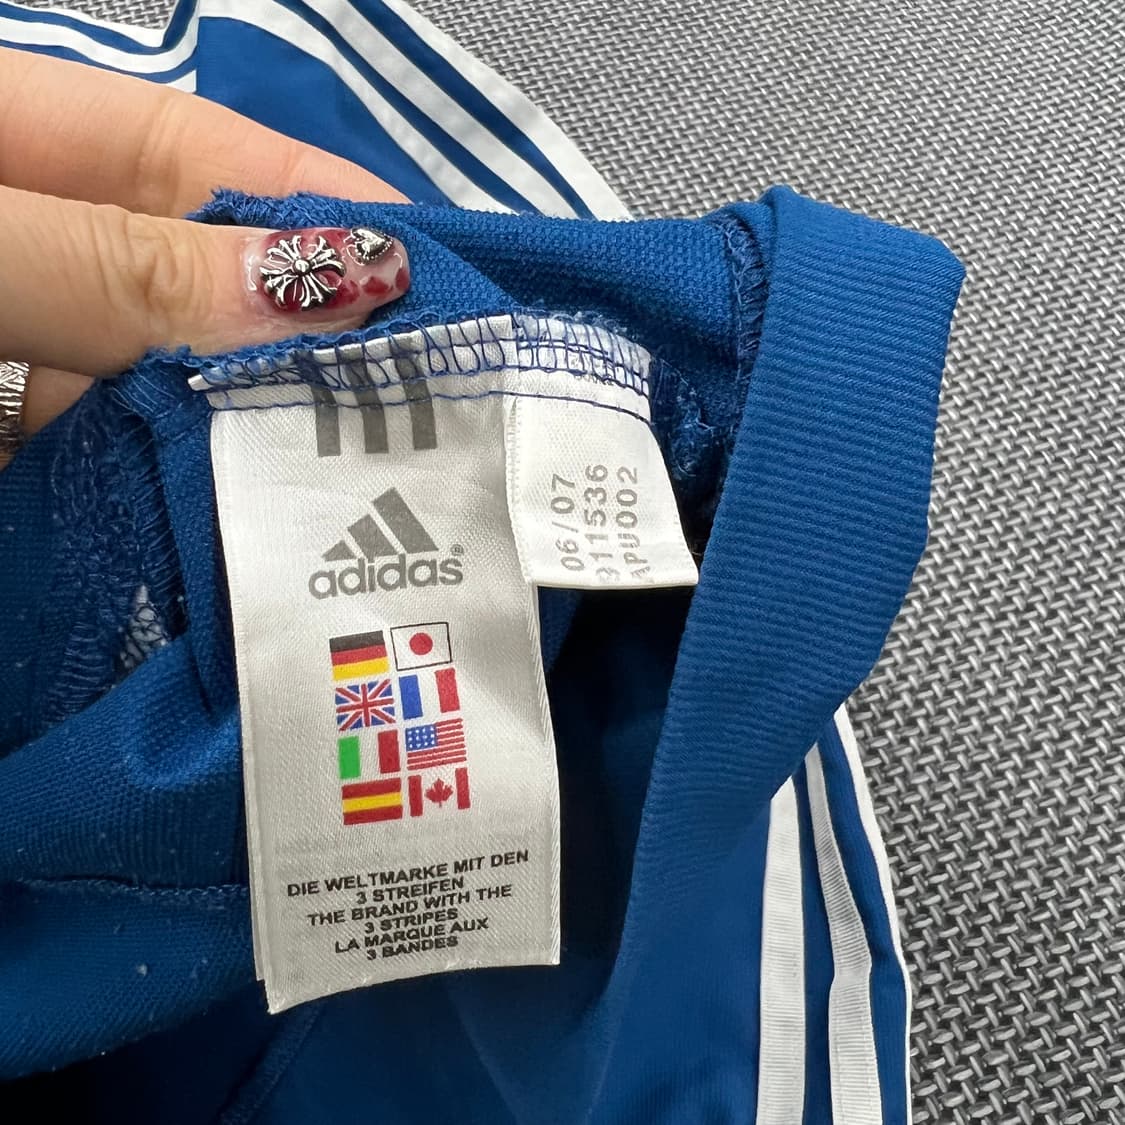 adidas®
DIE WELTMARKE MIT DEN
3 STREIFEN
THE BRAND WITH THE
3 STRIPES
LA MARQUE AUX
3 BANDES
06/07
311536
APU002